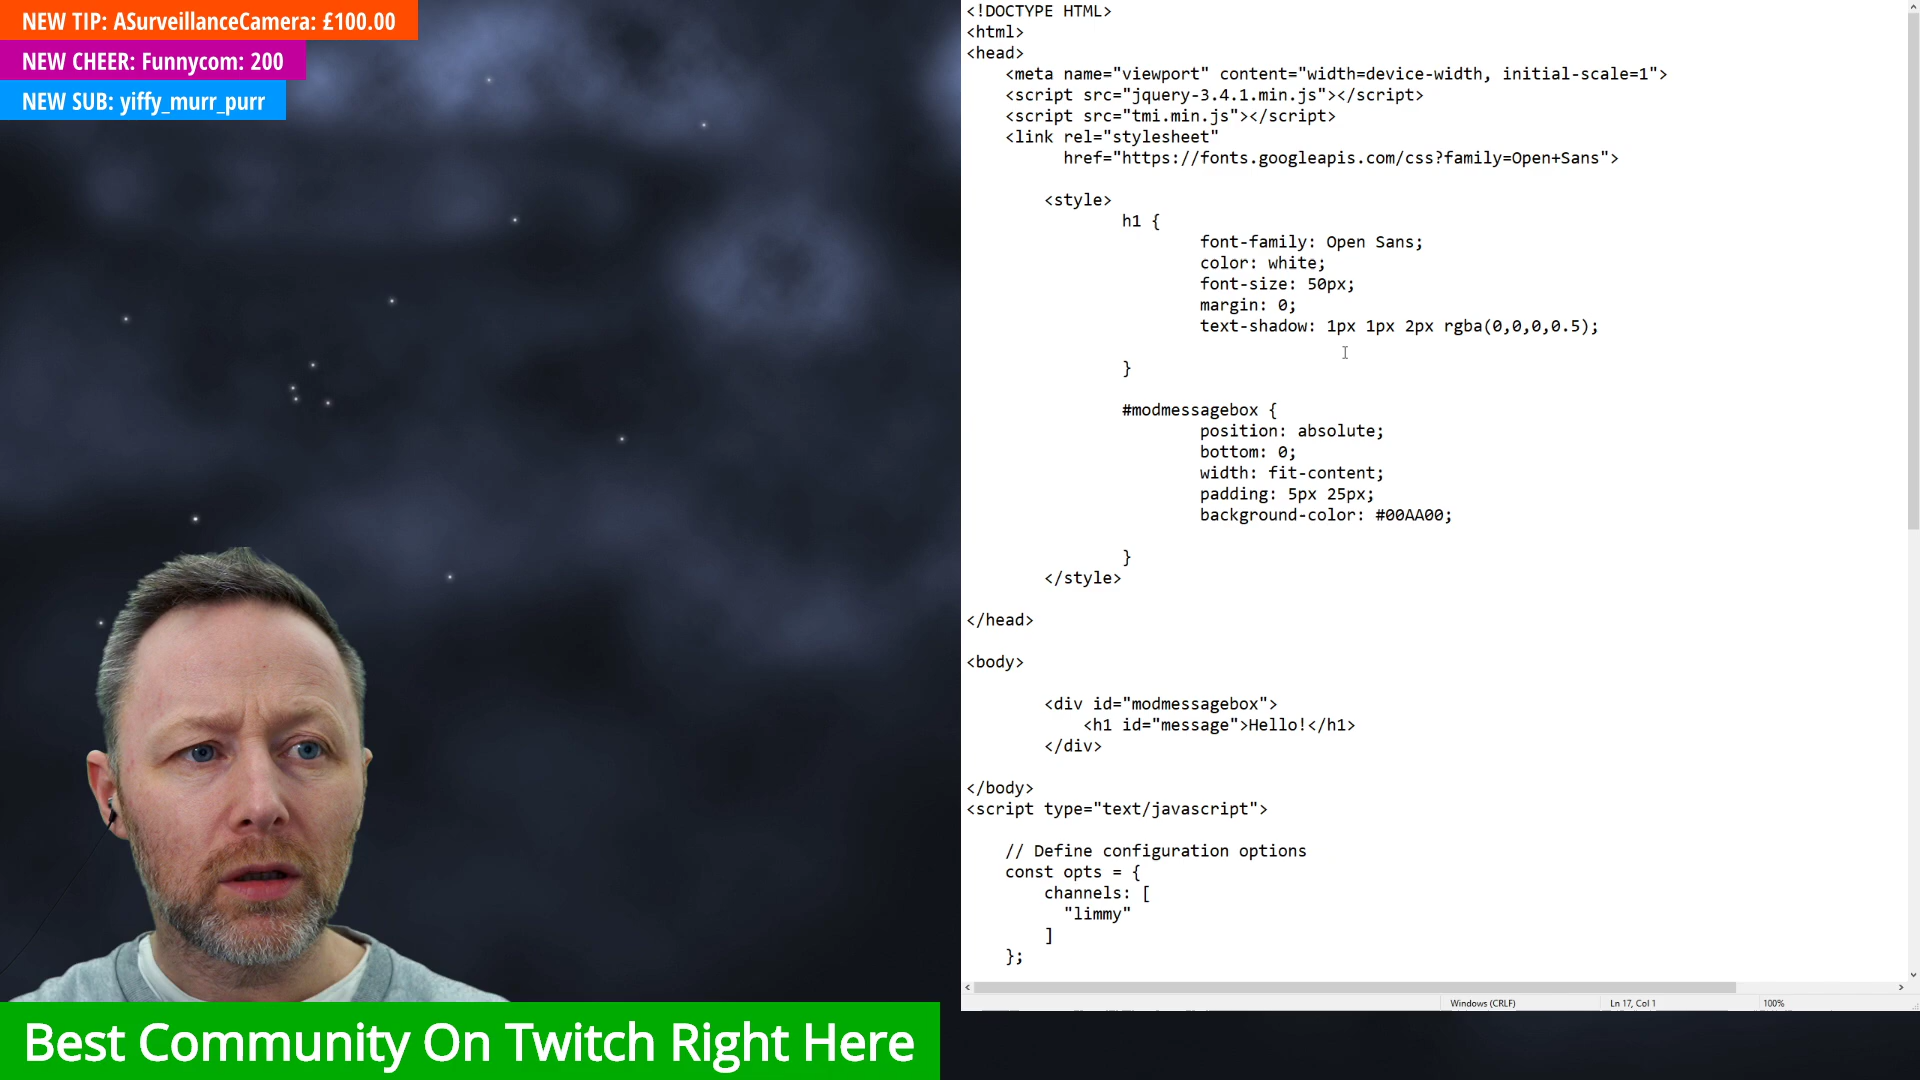 NEW TIP: ASurveillanceCamera: £100.00
NEW CHEER: Funnycom: 200
NEW SUB: yiffy_murr_purr
Best Community On Twitch Right Here
<!DOCTYPE HTML>
<html>
<head>
    <meta name="viewport" content="width=device-width, initial-scale=1">
    <script src="jquery-3.4.1.min.js"></script>
    <script src="tmi.min.js"></script>
    <link rel="stylesheet"
          href="https://fonts.googleapis.com/css?family=Open+Sans">
        <style>
                h1 {
                        font-family: Open Sans;
                        color: white;
                        font-size: 50px;
                        margin: 0;
                        text-shadow: 1px 1px 2px rgba(0,0,0,0.5);
                }
                #modmessagebox {
                        position: absolute;
                        bottom: 0;
                        width: fit-content;
                        padding: 5px 25px;
                        background-color: #00AA00;
                }
        </style>
</head>
<body>
        <div id="modmessagebox">
            <h1 id="message">Hello!</h1>
        </div>
</body>
<script type="text/javascript">
    // Define configuration options
    const opts = {
        channels: [
          "limmy"
        ]
    };
Windows (CRLF)
Ln 17, Col 1
100%